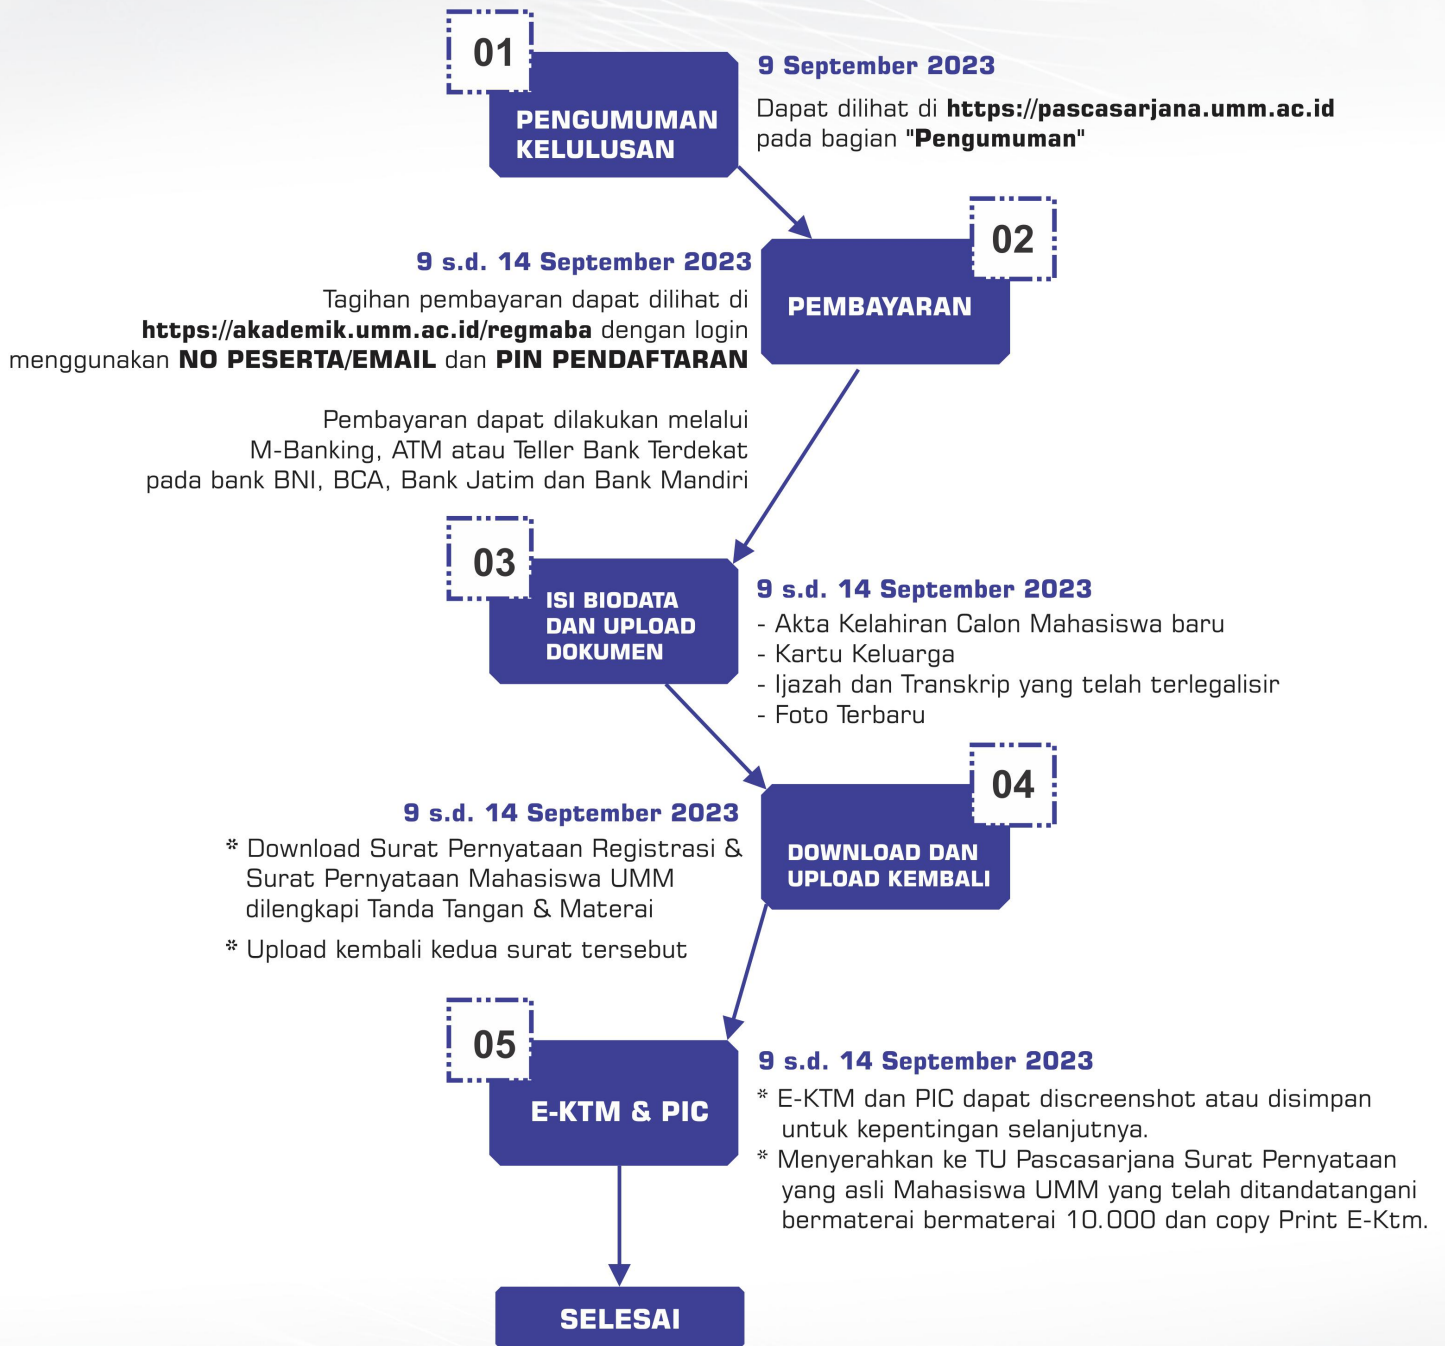 01
PENGUMUMAN
KELULUSAN
9 September 2023
Dapat dilihat di https://pascasarjana.umm.ac.id
pada bagian "Pengumuman"
02
PEMBAYARAN
9 s.d. 14 September 2023
Tagihan pembayaran dapat dilihat di
https://akademik.umm.ac.id/regmaba dengan login
menggunakan NO PESERTA/EMAIL dan PIN PENDAFTARAN
Pembayaran dapat dilakukan melalui
M-Banking, ATM atau Teller Bank Terdekat
pada bank BNI, BCA, Bank Jatim dan Bank Mandiri
03
ISI BIODATA
DAN UPLOAD
DOKUMEN
9 s.d. 14 September 2023
- Akta Kelahiran Calon Mahasiswa baru
- Kartu Keluarga
- Ijazah dan Transkrip yang telah terlegalisir
- Foto Terbaru
04
DOWNLOAD DAN
UPLOAD KEMBALI
9 s.d. 14 September 2023
* Download Surat Pernyataan Registrasi &
Surat Pernyataan Mahasiswa UMM
dilengkapi Tanda Tangan & Materai
* Upload kembali kedua surat tersebut
05
E-KTM & PIC
9 s.d. 14 September 2023
* E-KTM dan PIC dapat discreenshot atau disimpan
untuk kepentingan selanjutnya.
* Menyerahkan ke TU Pascasarjana Surat Pernyataan
yang asli Mahasiswa UMM yang telah ditandatangani
bermaterai bermaterai 10.000 dan copy Print E-Ktm.
SELESAI